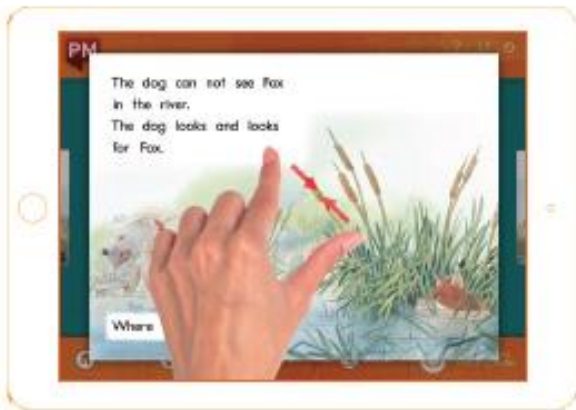 PM
The dog can not see Fox
in the river.
The dog looks and looks
for Fox.
Where